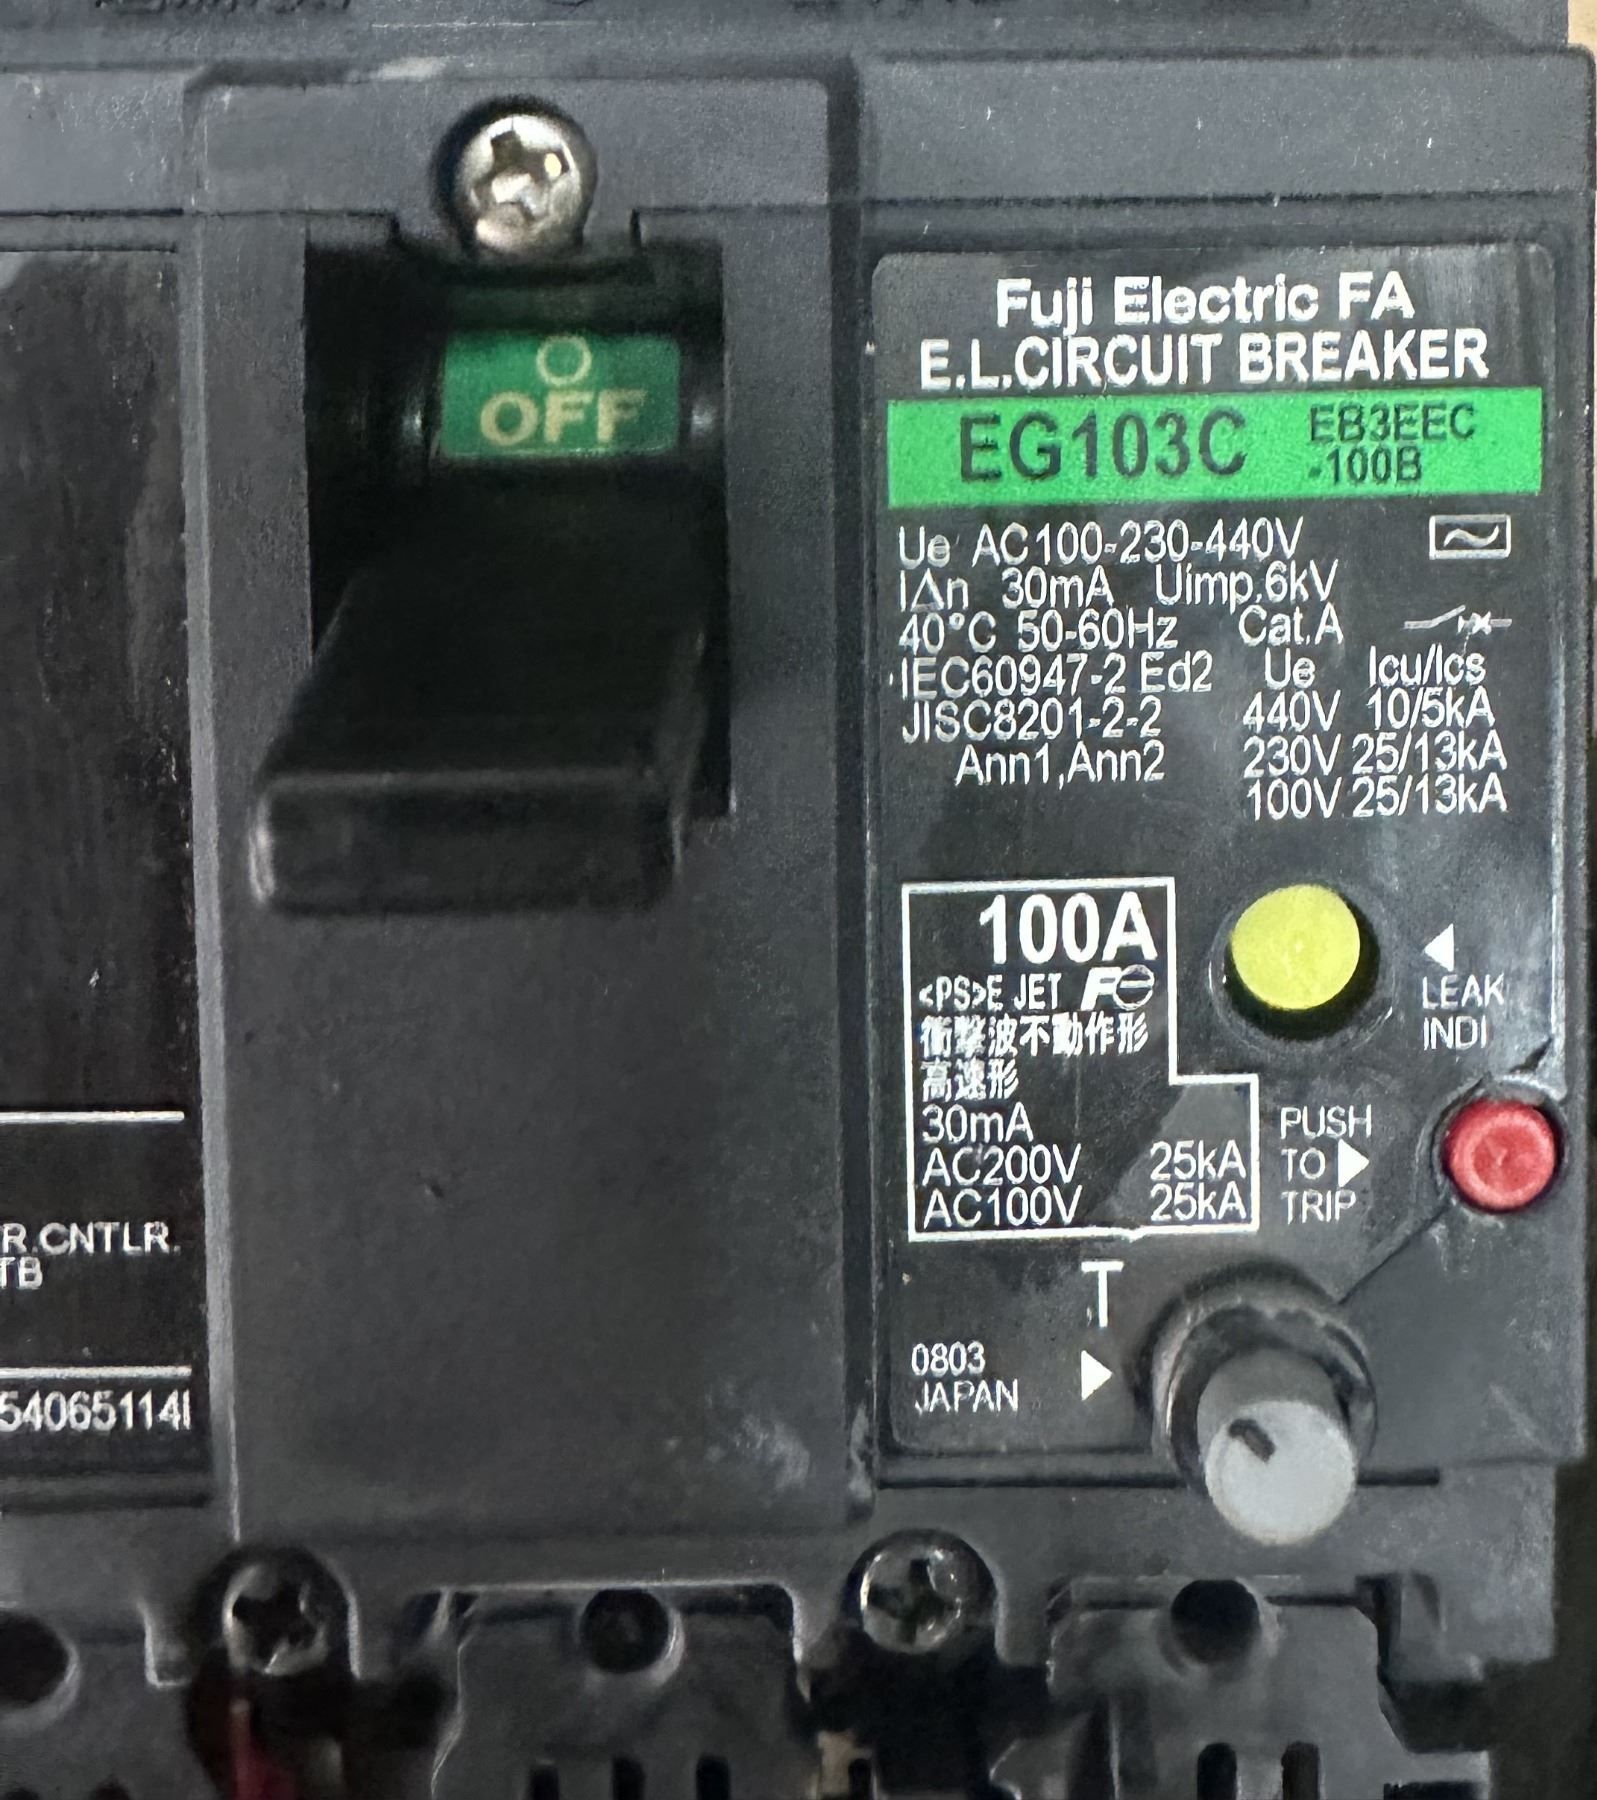 O
OFF
Fuji Electric FA
E.L.CIRCUIT BREAKER
EG103C EB3EEC
-100B
Ue AC100-230-440V
I∆n 30mA Uimp.6kV
40°C 50-60Hz Cat.A
IEC60947-2 Ed2 Ue Icu/Ics
JISC8201-2-2 440V 10/5kA
Ann1,Ann2 230V 25/13kA
100V 25/13kA
100A
<PS>E JET Fe
衝撃波不動作形
高速形
30mA
AC200V 25kA
AC100V 25kA
LEAK
INDI
PUSH
TO
TRIP
T
0803
JAPAN
R.CNTLR.
TB
54065114I